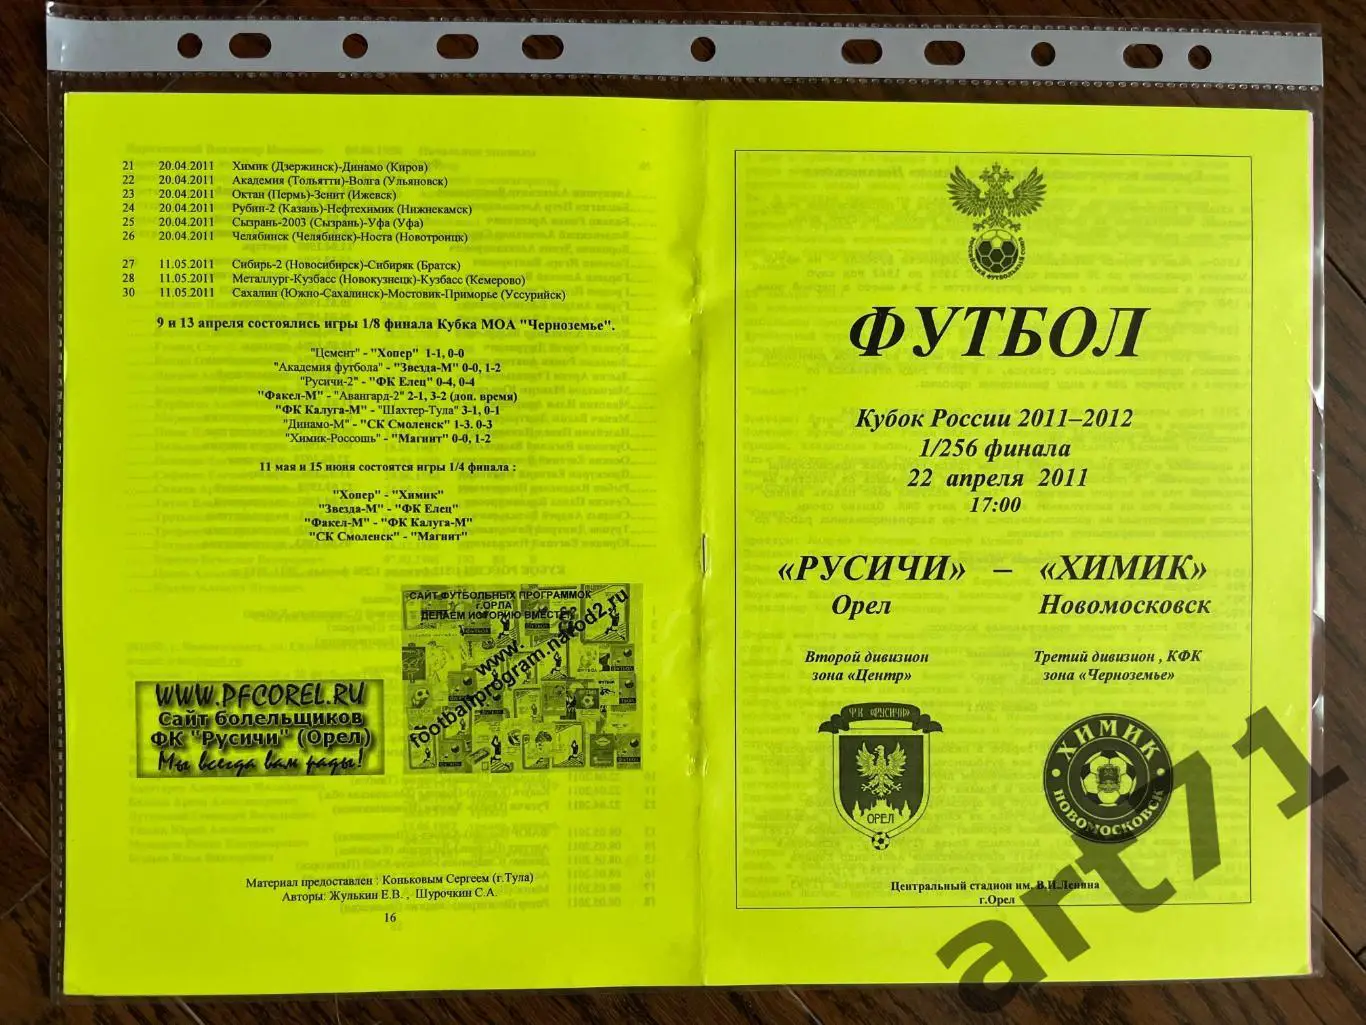 21 20.04.2011 Химик (Дзержинск)-Динамо (Киров)
22 20.04.2011 Академия (Тольятти)-Волга (Ульяновск)
23 20.04.2011 Октан (Пермь)-Зенит (Ижевск)
24 20.04.2011 Рубин-2 (Казань)-Нефтехимик (Нижнекамск)
25 20.04.2011 Сызрань-2003 (Сызрань)-Уфа (Уфа)
26 20.04.2011 Челябинск (Челябинск)-Носта (Новотроицк)
27 11.05.2011 Сибирь-2 (Новосибирск)-Сибиряк (Братск)
28 11.05.2011 Металлург-Кузбасс (Новокузнецк)-Кузбасс (Кемерово)
30 11.05.2011 Сахалин (Южно-Сахалинск)-Мостовик-Приморье (Уссурийск)
9 и 13 апреля состоялись игры 1/8 финала Кубка МОА "Черноземье".
"Цемент" - "Хопер" 1-1, 0-0
"Академия футбола" - "Звезда-М" 0-0, 1-2
"Русичи-2" - "ФК Елец" 0-4, 0-4
"Факел-М" - "Авангард-2" 2-1, 3-2 (доп. время)
"ФК Калуга-М" - "Шахтер-Тула" 3-1, 0-1
"Динамо-М" - "СК Смоленск" 1-3. 0-3
"Химик-Россошь" - "Магнит" 0-0, 1-2
11 мая и 15 июня состоятся игры 1/4 финала :
"Хопер" - "Химик"
"Звезда-М" - "ФК Елец"
"Факел-М" - "ФК Калуга-М"
"СК Смоленск" - "Магнит"
САЙТ ФУТБОЛЬНЫХ ПРОГРАММОК
г.ОРЛА
ДЕЛАЕМ ИСТОРИЮ ВМЕСТЕ
www.
footballprogram.narod2.ru
WWW.PFCOREL.RU
Сайт болельщиков
ФК "Русичи" (Орел)
Мы всегда вам рады!
Материал предоставлен : Коньковым Сергеем (г.Тула)
Авторы: Жулькин Е.В. , Шурочкин С.А.
16
РОССИЙСКИЙ ФУТБОЛЬНЫЙ СОЮЗ
ФУТБОЛ
Кубок России 2011–2012
1/256 финала
22 апреля 2011
17:00
«РУСИЧИ» – «ХИМИК»
Орел Новомосковск
Второй дивизион Третий дивизион , КФК
зона «Центр» зона «Черноземье»
ФК «РУСИЧИ»
ОРЕЛ
ХИМИК
НОВОМОСКОВСК
Центральный стадион им. В.И.Ленина
г.Орел
art71